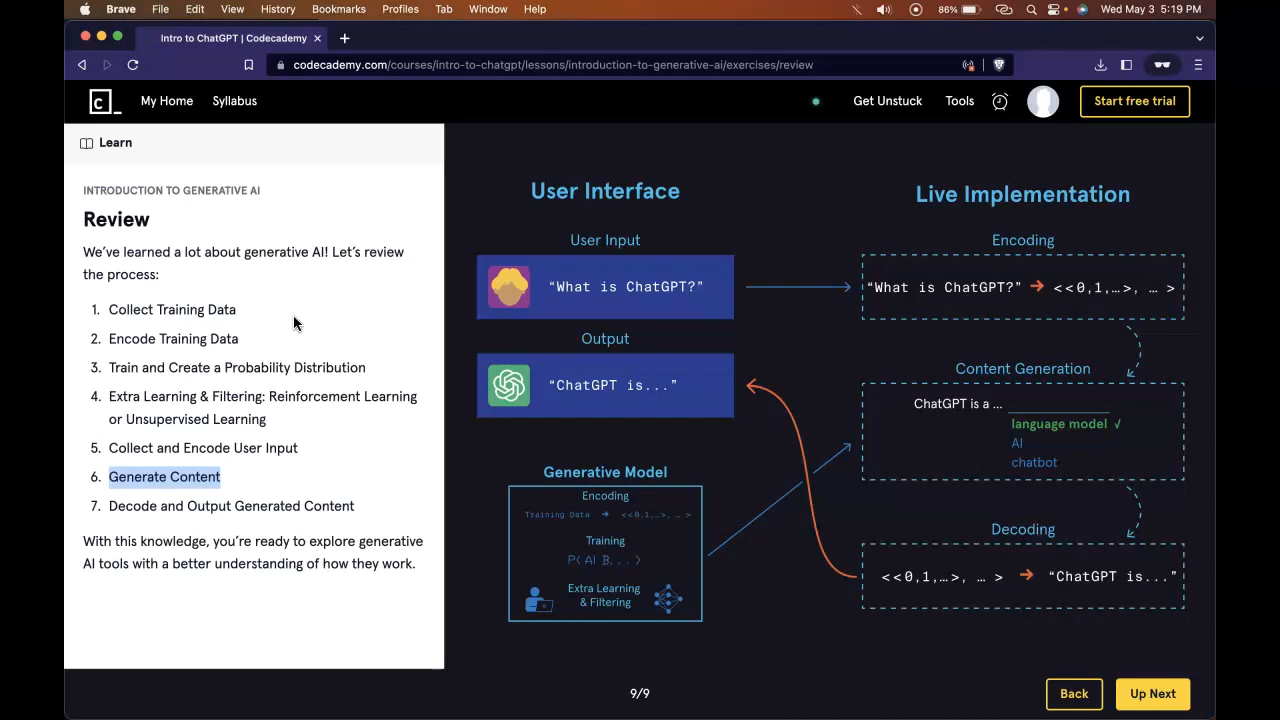 Brave File Edit View History Bookmarks Profiles Tab Window Help 86% Wed May 3 5:19 PM
Intro to ChatGPT | Codecademy
codecademy.com/courses/intro-to-chatgpt/lessons/introduction-to-generative-ai/exercises/review
My Home Syllabus Get Unstuck Tools Start free trial
Learn
INTRODUCTION TO GENERATIVE AI
Review
We’ve learned a lot about generative AI! Let’s review
the process:
1. Collect Training Data
2. Encode Training Data
3. Train and Create a Probability Distribution
4. Extra Learning & Filtering: Reinforcement Learning
or Unsupervised Learning
5. Collect and Encode User Input
6. Generate Content
7. Decode and Output Generated Content
With this knowledge, you’re ready to explore generative
AI tools with a better understanding of how they work.
User Interface
User Input
“What is ChatGPT?”
Output
“ChatGPT is...”
Generative Model
Encoding
Training Data → <<0,1,…>, … >
Training
P( AI B. . . )
Extra Learning
& Filtering
Live Implementation
Encoding
“What is ChatGPT?” → <<0,1,…>, … >
Content Generation
ChatGPT is a ... ____________
language model √
AI
chatbot
Decoding
<<0,1,…>, … > → “ChatGPT is...”
9/9
Back Up Next